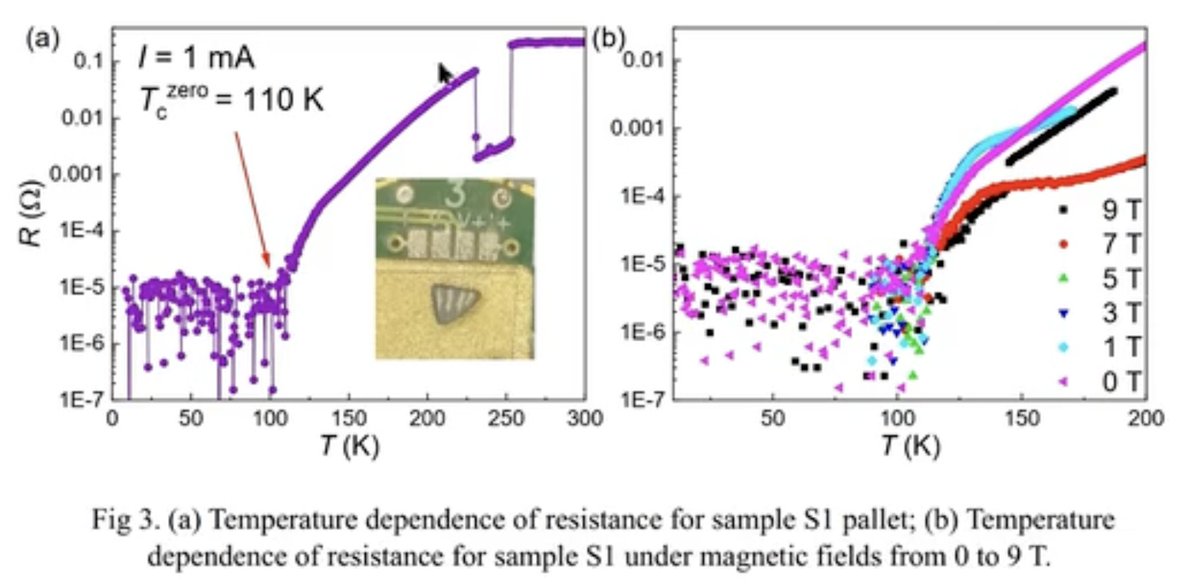 (a)
I = 1 mA
Tczero = 110 K
R (Ω)
0.1
0.01
0.001
1E-4
1E-5
1E-6
1E-7
0 50 100 150 200 250 300
T (K)
3
(b)
0.01
0.001
1E-4
1E-5
1E-6
1E-7
9 T
7 T
5 T
3 T
1 T
0 T
50 100 150 200
T (K)
Fig 3. (a) Temperature dependence of resistance for sample S1 pallet; (b) Temperature
dependence of resistance for sample S1 under magnetic fields from 0 to 9 T.